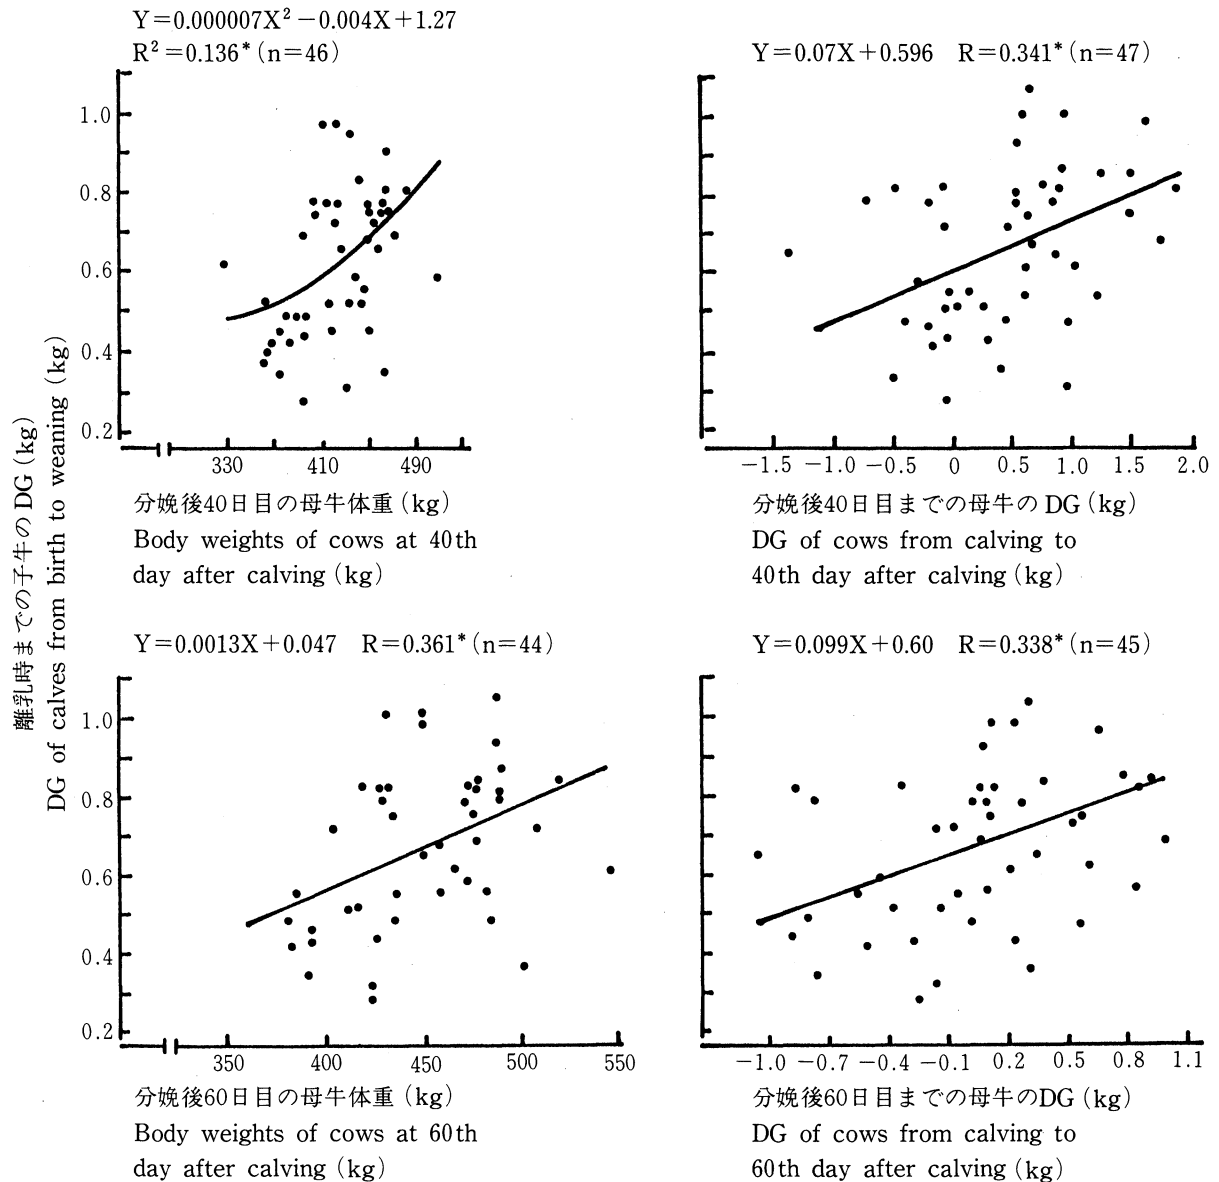 離乳時までの子牛のDG(kg)
DG of calves from birth to weaning (kg)
Y=0.000007X²−0.004X+1.27
R²=0.136*(n=46)
1.0
0.8
0.6
0.4
0.2
330 410 490
分娩後40日目の母牛体重(kg)
Body weights of cows at 40th
day after calving (kg)
Y=0.07X+0.596 R=0.341*(n=47)
−1.5 −1.0 −0.5 0 0.5 1.0 1.5 2.0
分娩後40日目までの母牛のDG(kg)
DG of cows from calving to
40th day after calving (kg)
Y=0.0013X+0.047 R=0.361*(n=44)
1.0
0.8
0.6
0.4
0.2
350 400 450 500 550
分娩後60日目の母牛体重(kg)
Body weights of cows at 60th
day after calving (kg)
Y=0.099X+0.60 R=0.338*(n=45)
−1.0 −0.7 −0.4 −0.1 0.2 0.5 0.8 1.1
分娩後60日目までの母牛のDG(kg)
DG of cows from calving to
60th day after calving (kg)